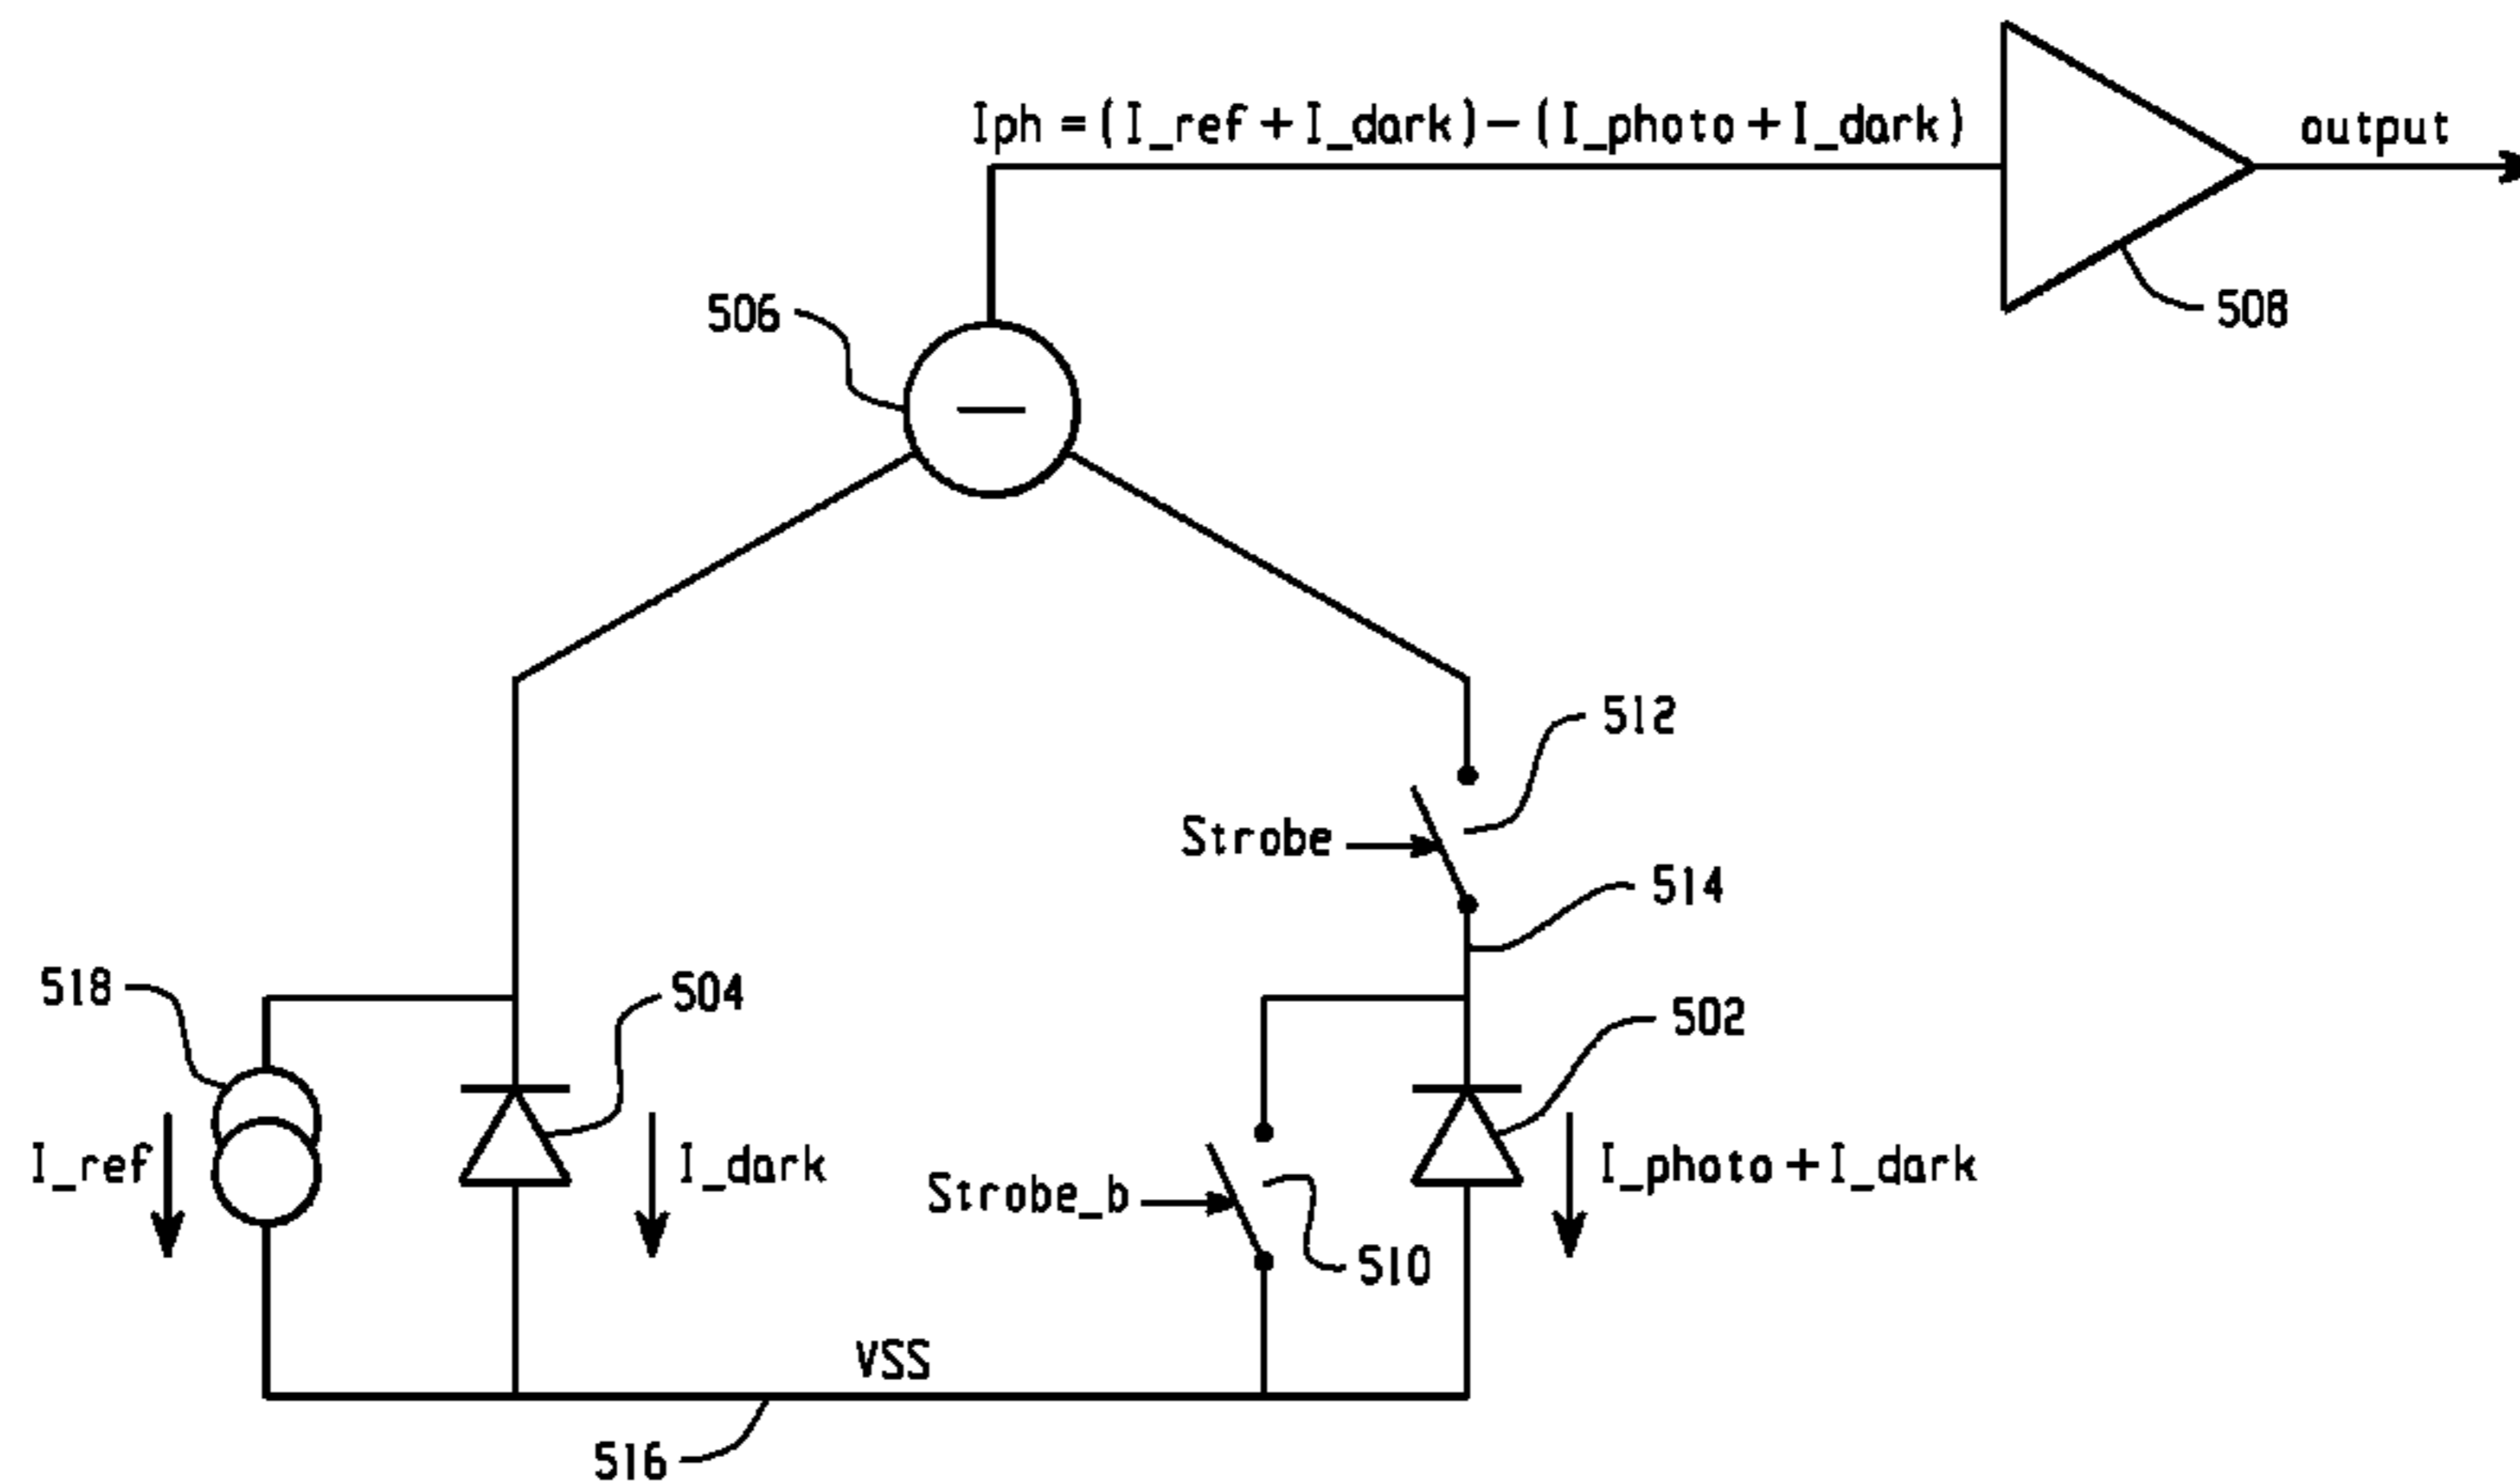 Iph = (I_ref + I_dark) - (I_photo + I_dark)
output
506
508
512
Strobe
514
518
504
502
I_ref
I_dark
Strobe_b
I_photo + I_dark
510
VSS
516